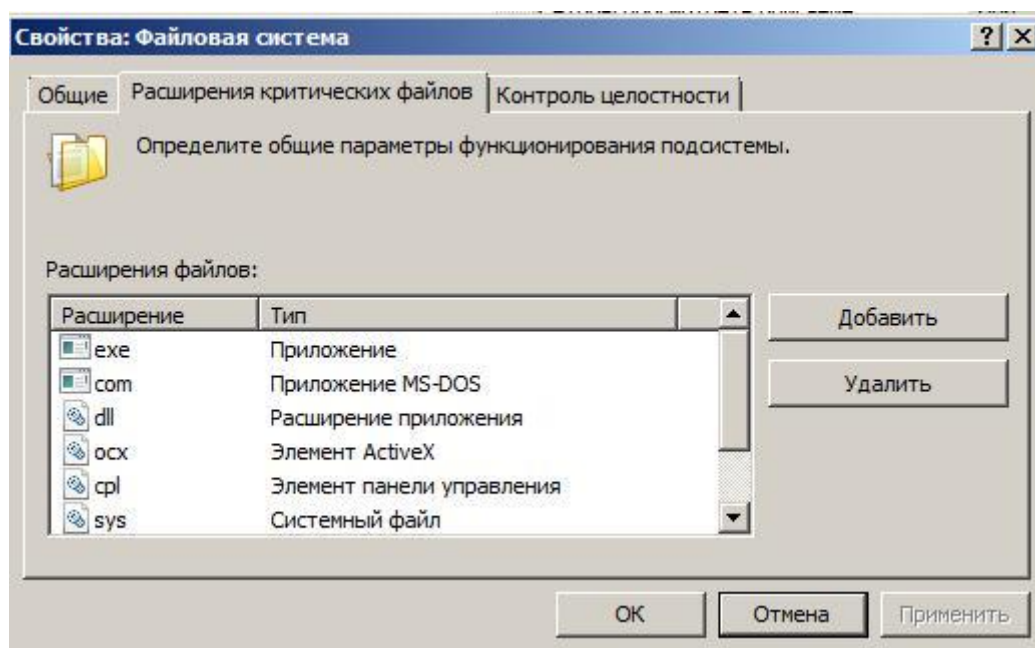 Свойства: Файловая система
Общие Расширения критических файлов Контроль целостности
Определите общие параметры функционирования подсистемы.
Расширения файлов:
Расширение Тип
exe Приложение
com Приложение MS-DOS
dll Расширение приложения
ocx Элемент ActiveX
cpl Элемент панели управления
sys Системный файл
Добавить
Удалить
ОК Отмена Применить